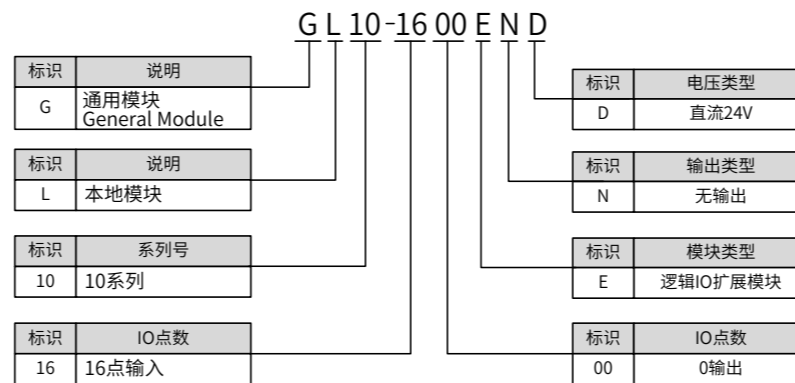 GL10-1600END
标识 说明
G 通用模块
General Module
标识 说明
L 本地模块
标识 系列号
10 10系列
标识 IO点数
16 16点输入
标识 电压类型
D 直流24V
标识 输出类型
N 无输出
标识 模块类型
E 逻辑IO扩展模块
标识 IO点数
00 0输出